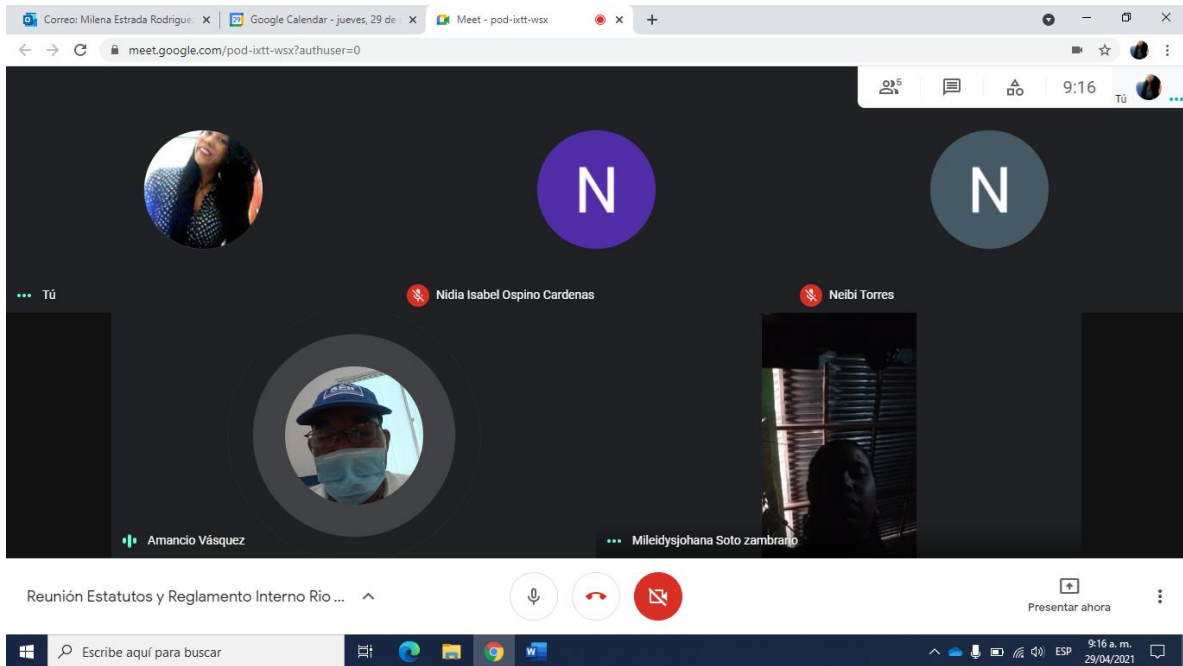 Correo: Milena Estrada Rodrigue
29
Google Calendar - jueves, 29 de
Meet - pod-ixtt-wsx
meet.google.com/pod-ixtt-wsx?authuser=0
5
9:16
Tú
N
N
Tú
Nidia Isabel Ospino Cardenas
Neibi Torres
Amancio Vásquez
Mileidysjohana Soto zambrano
Reunión Estatutos y Reglamento Interno Rio ...
Presentar ahora
Escribe aquí para buscar
ESP
9:16 a. m.
29/04/2021